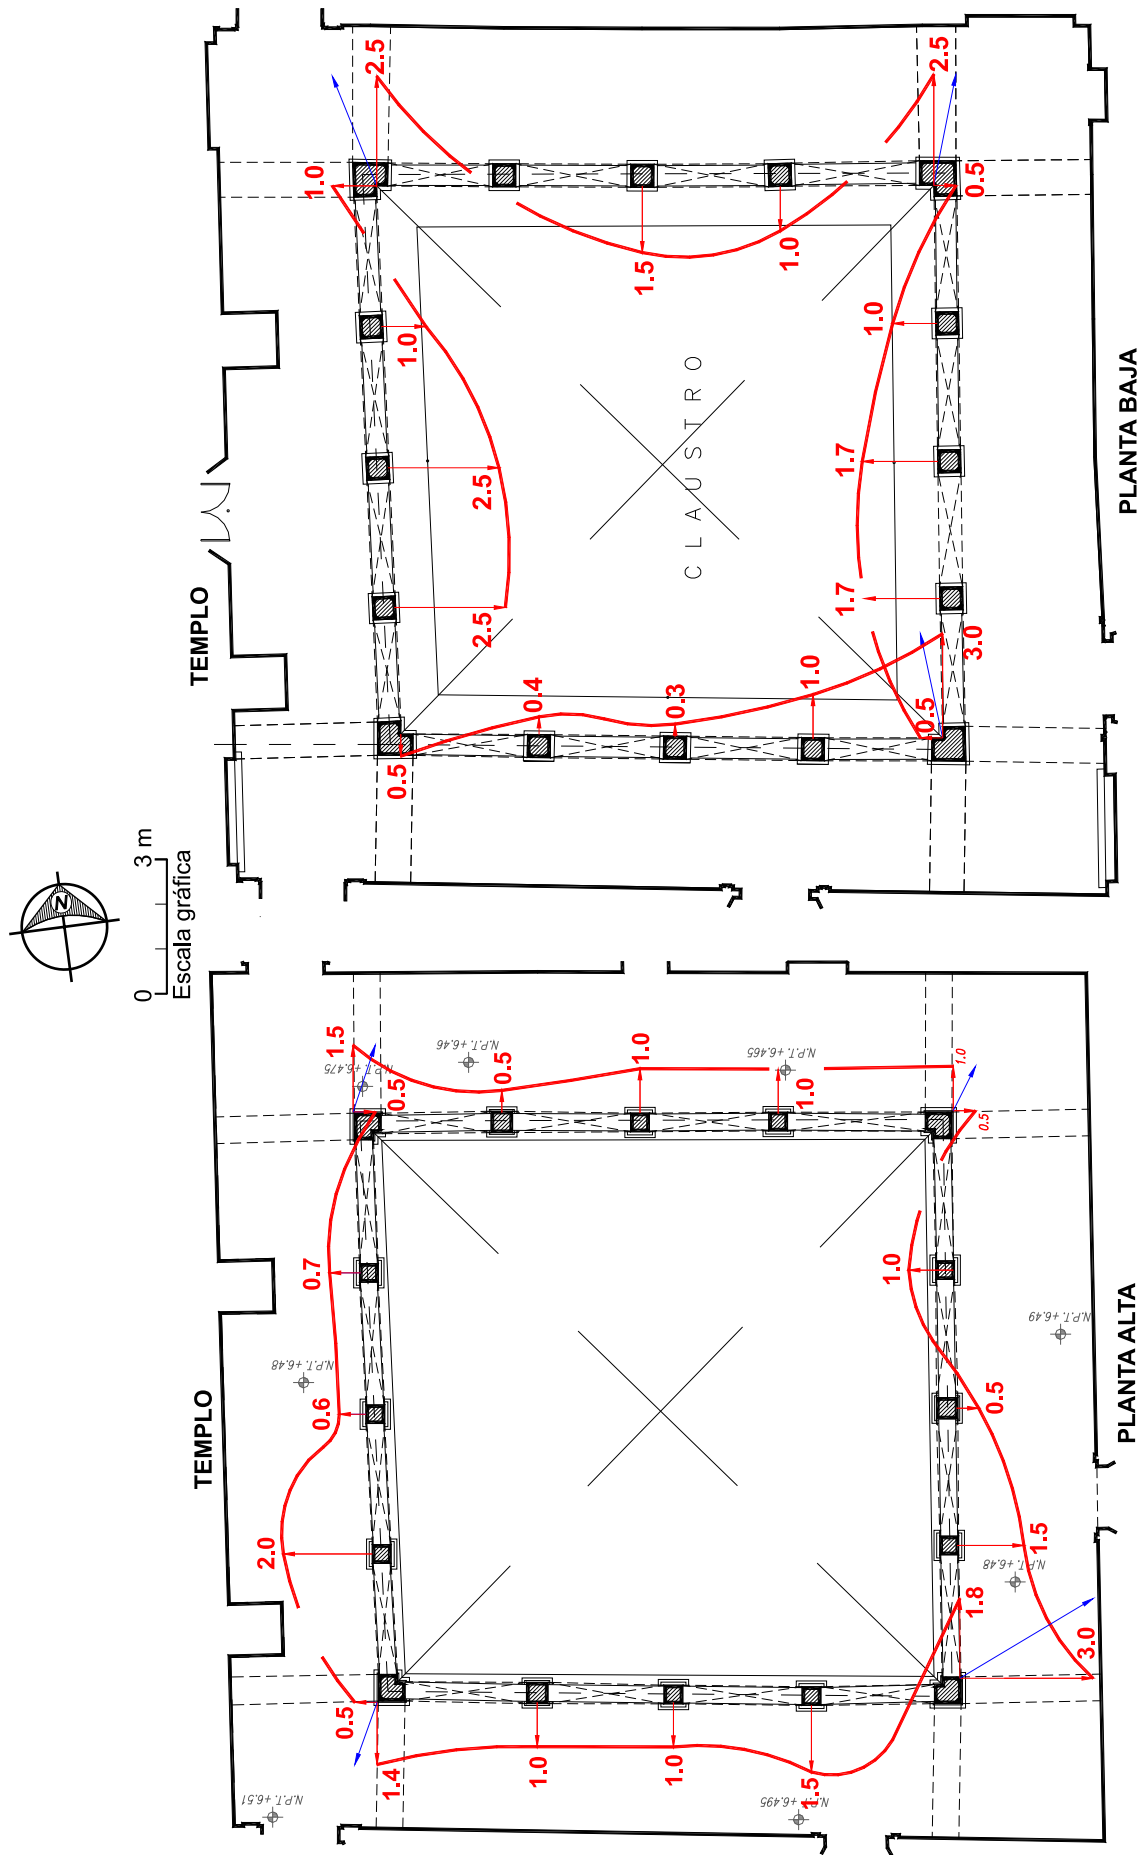 2.5
2.5
1.0
0.5
1.5
1.0
1.0
1.0
CLAUSTRO
2.5
1.7
PLANTA BAJA
TEMPLO
2.5
1.7
0.4
0.3
1.0
3.0
0.5
0.5
N
0 3 m
Escala gráfica
1.5
N.P.T.+6.475
N.P.T.+6.46
0.5
1.0
N.P.T.+6.465
1.0
1.0
0.5
0.5
0.7
1.0
N.P.T.+6.49
N.P.T.+6.48
TEMPLO
0.6
0.5
PLANTA ALTA
2.0
1.5
N.P.T.+6.48
1.8
3.0
0.5
1.4
1.0
1.0
1.5
N.P.T.+6.51
N.P.T.+6.495